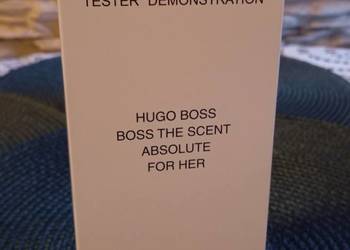 TESTER DEMONSTRATION
HUGO BOSS
BOSS THE SCENT
ABSOLUTE
FOR HER